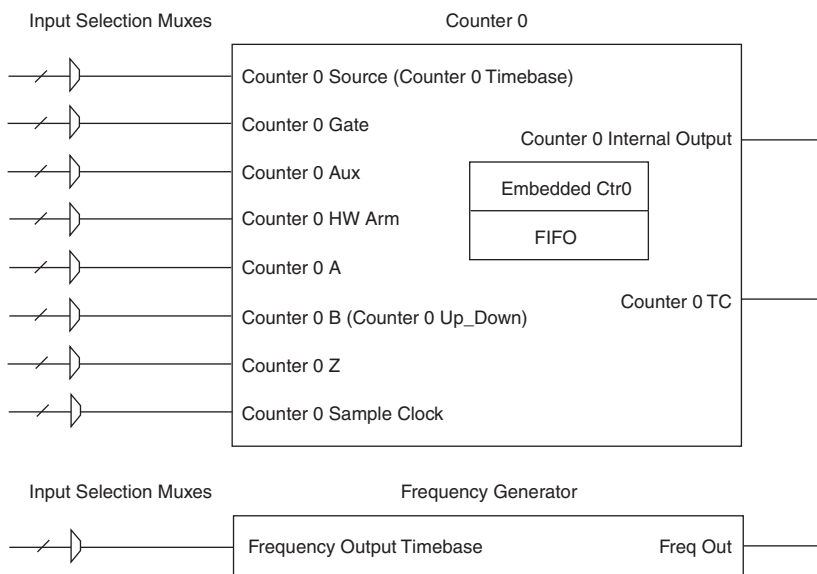 Input Selection Muxes
Counter 0
Counter 0 Source (Counter 0 Timebase)
Counter 0 Gate
Counter 0 Internal Output
Counter 0 Aux
Embedded Ctr0
Counter 0 HW Arm
FIFO
Counter 0 A
Counter 0 TC
Counter 0 B (Counter 0 Up_Down)
Counter 0 Z
Counter 0 Sample Clock
Input Selection Muxes
Frequency Generator
Frequency Output Timebase
Freq Out